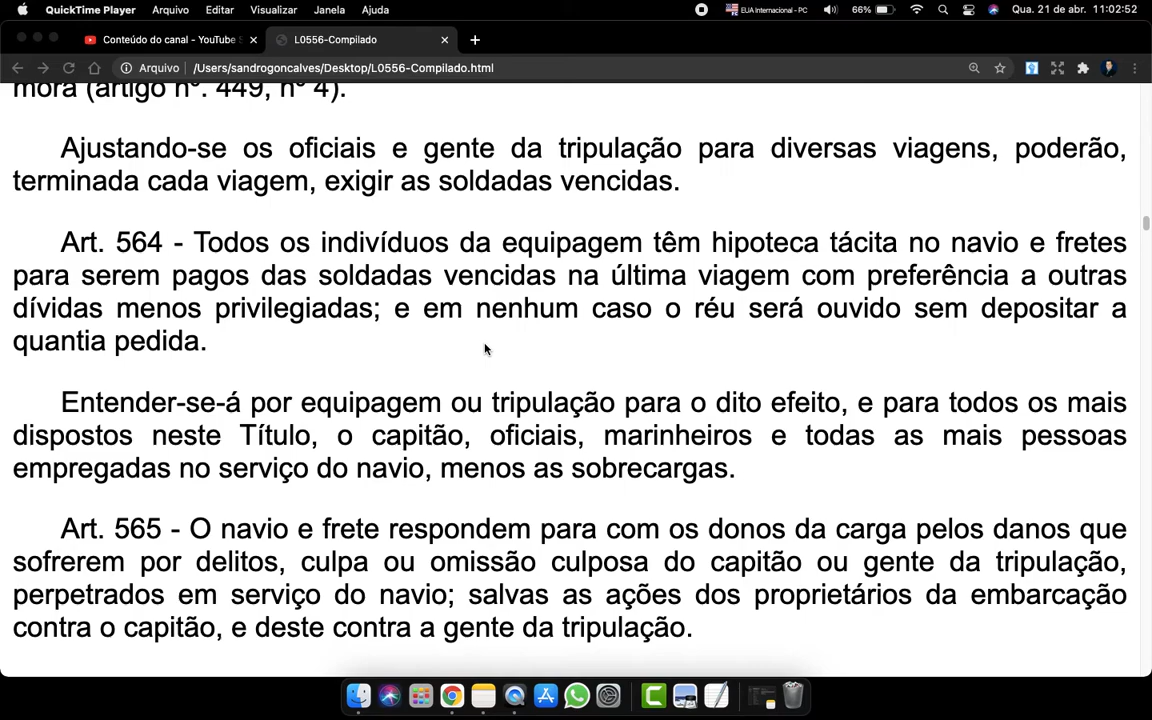 QuickTime Player Arquivo Editar Visualizar Janela Ajuda EUA Internacional - PC 66% Qua. 21 de abr. 11:02:52
Conteúdo do canal - YouTube S L0556-Compilado
Arquivo /Users/sandrogoncalves/Desktop/L0556-Compilado.html
mora (artigo nº. 449, nº 4).
Ajustando-se os oficiais e gente da tripulação para diversas viagens, poderão,
terminada cada viagem, exigir as soldadas vencidas.
Art. 564 - Todos os indivíduos da equipagem têm hipoteca tácita no navio e fretes
para serem pagos das soldadas vencidas na última viagem com preferência a outras
dívidas menos privilegiadas; e em nenhum caso o réu será ouvido sem depositar a
quantia pedida.
Entender-se-á por equipagem ou tripulação para o dito efeito, e para todos os mais
dispostos neste Título, o capitão, oficiais, marinheiros e todas as mais pessoas
empregadas no serviço do navio, menos as sobrecargas.
Art. 565 - O navio e frete respondem para com os donos da carga pelos danos que
sofrerem por delitos, culpa ou omissão culposa do capitão ou gente da tripulação,
perpetrados em serviço do navio; salvas as ações dos proprietários da embarcação
contra o capitão, e deste contra a gente da tripulação.